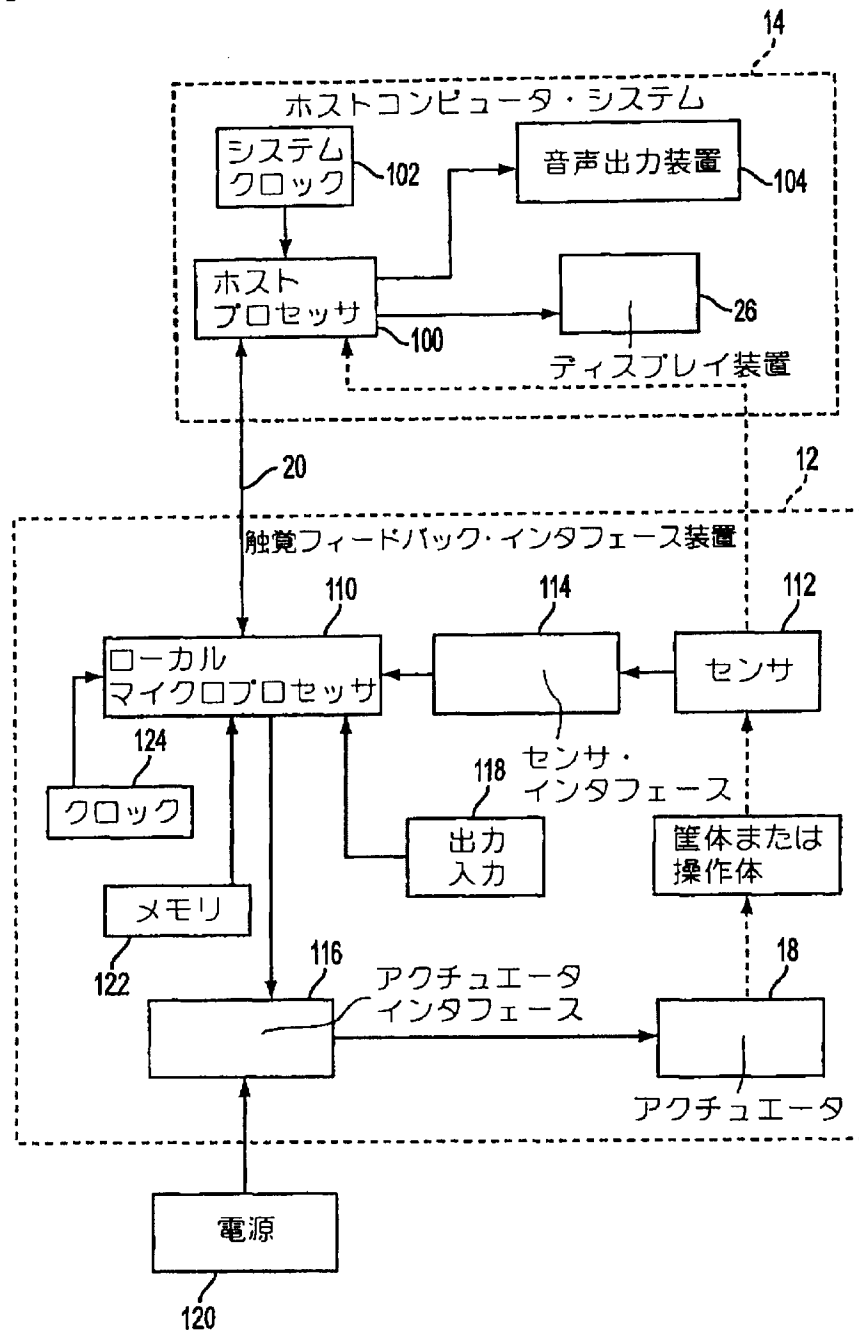 14
ホストコンピュータ・システム
システム
クロック
102
音声出力装置
104
ホスト
プロセッサ
100
26
ディスプレイ装置
20
12
触覚フィードバック・インタフェース装置
110
ローカル
マイクロプロセッサ
114
センサ・
インタフェース
112
センサ
124
クロック
118
出力
入力
筐体または
操作体
メモリ
122
116
アクチュエータ
インタフェース
18
アクチュエータ
電源
120